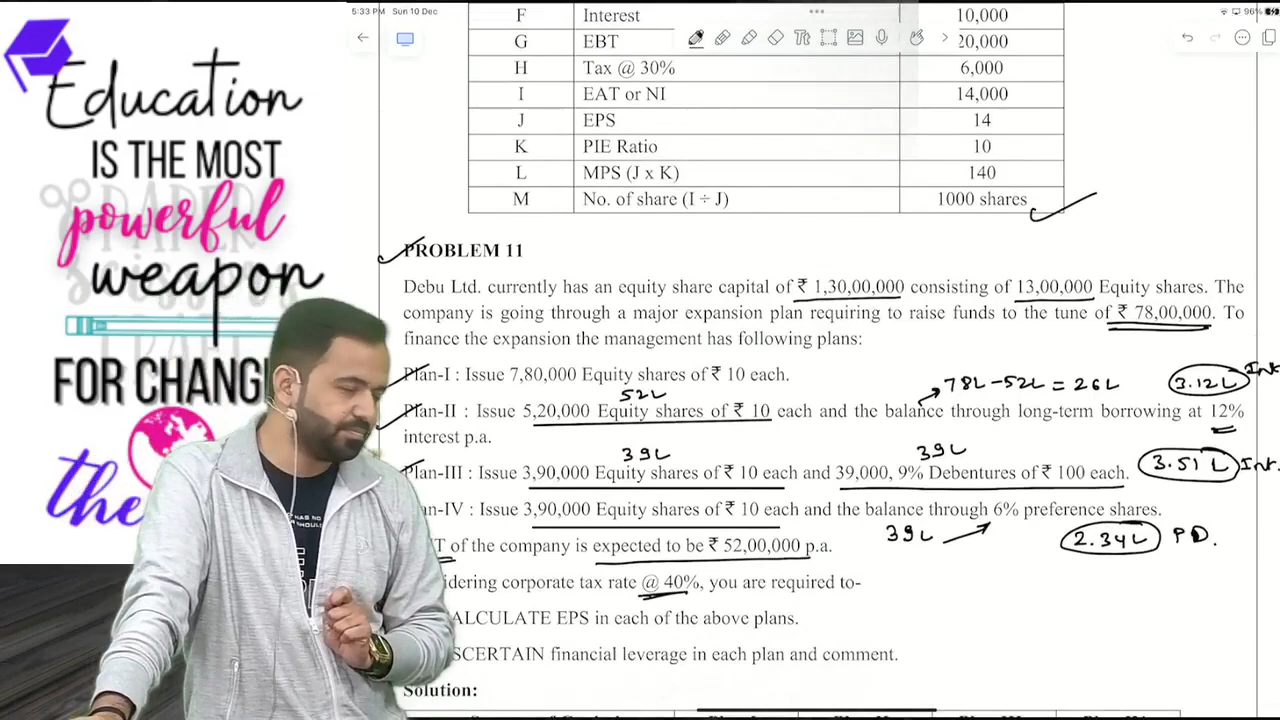 5:33 PM Sun 10 Dec
96%
Education
IS THE MOST
powerful
weapon
FOR CHANG
the
F Interest 10,000
G EBT 20,000
H Tax @ 30% 6,000
I EAT or NI 14,000
J EPS 14
K PIE Ratio 10
L MPS (J x K) 140
M No. of share (I ÷ J) 1000 shares
PROBLEM 11
Debu Ltd. currently has an equity share capital of ₹ 1,30,00,000 consisting of 13,00,000 Equity shares. The
company is going through a major expansion plan requiring to raise funds to the tune of ₹ 78,00,000. To
finance the expansion the management has following plans:
Plan-I : Issue 7,80,000 Equity shares of ₹ 10 each.
78L - 52L = 26L
3.12L Int
52L
Plan-II : Issue 5,20,000 Equity shares of ₹ 10 each and the balance through long-term borrowing at 12%
interest p.a.
39L 39L
Plan-III : Issue 3,90,000 Equity shares of ₹ 10 each and 39,000, 9% Debentures of ₹ 100 each. 3.51 L Int.
an-IV : Issue 3,90,000 Equity shares of ₹ 10 each and the balance through 6% preference shares.
39L 2.34L PD.
T of the company is expected to be ₹ 52,00,000 p.a.
idering corporate tax rate @ 40%, you are required to-
ALCULATE EPS in each of the above plans.
SCERTAIN financial leverage in each plan and comment.
Solution: